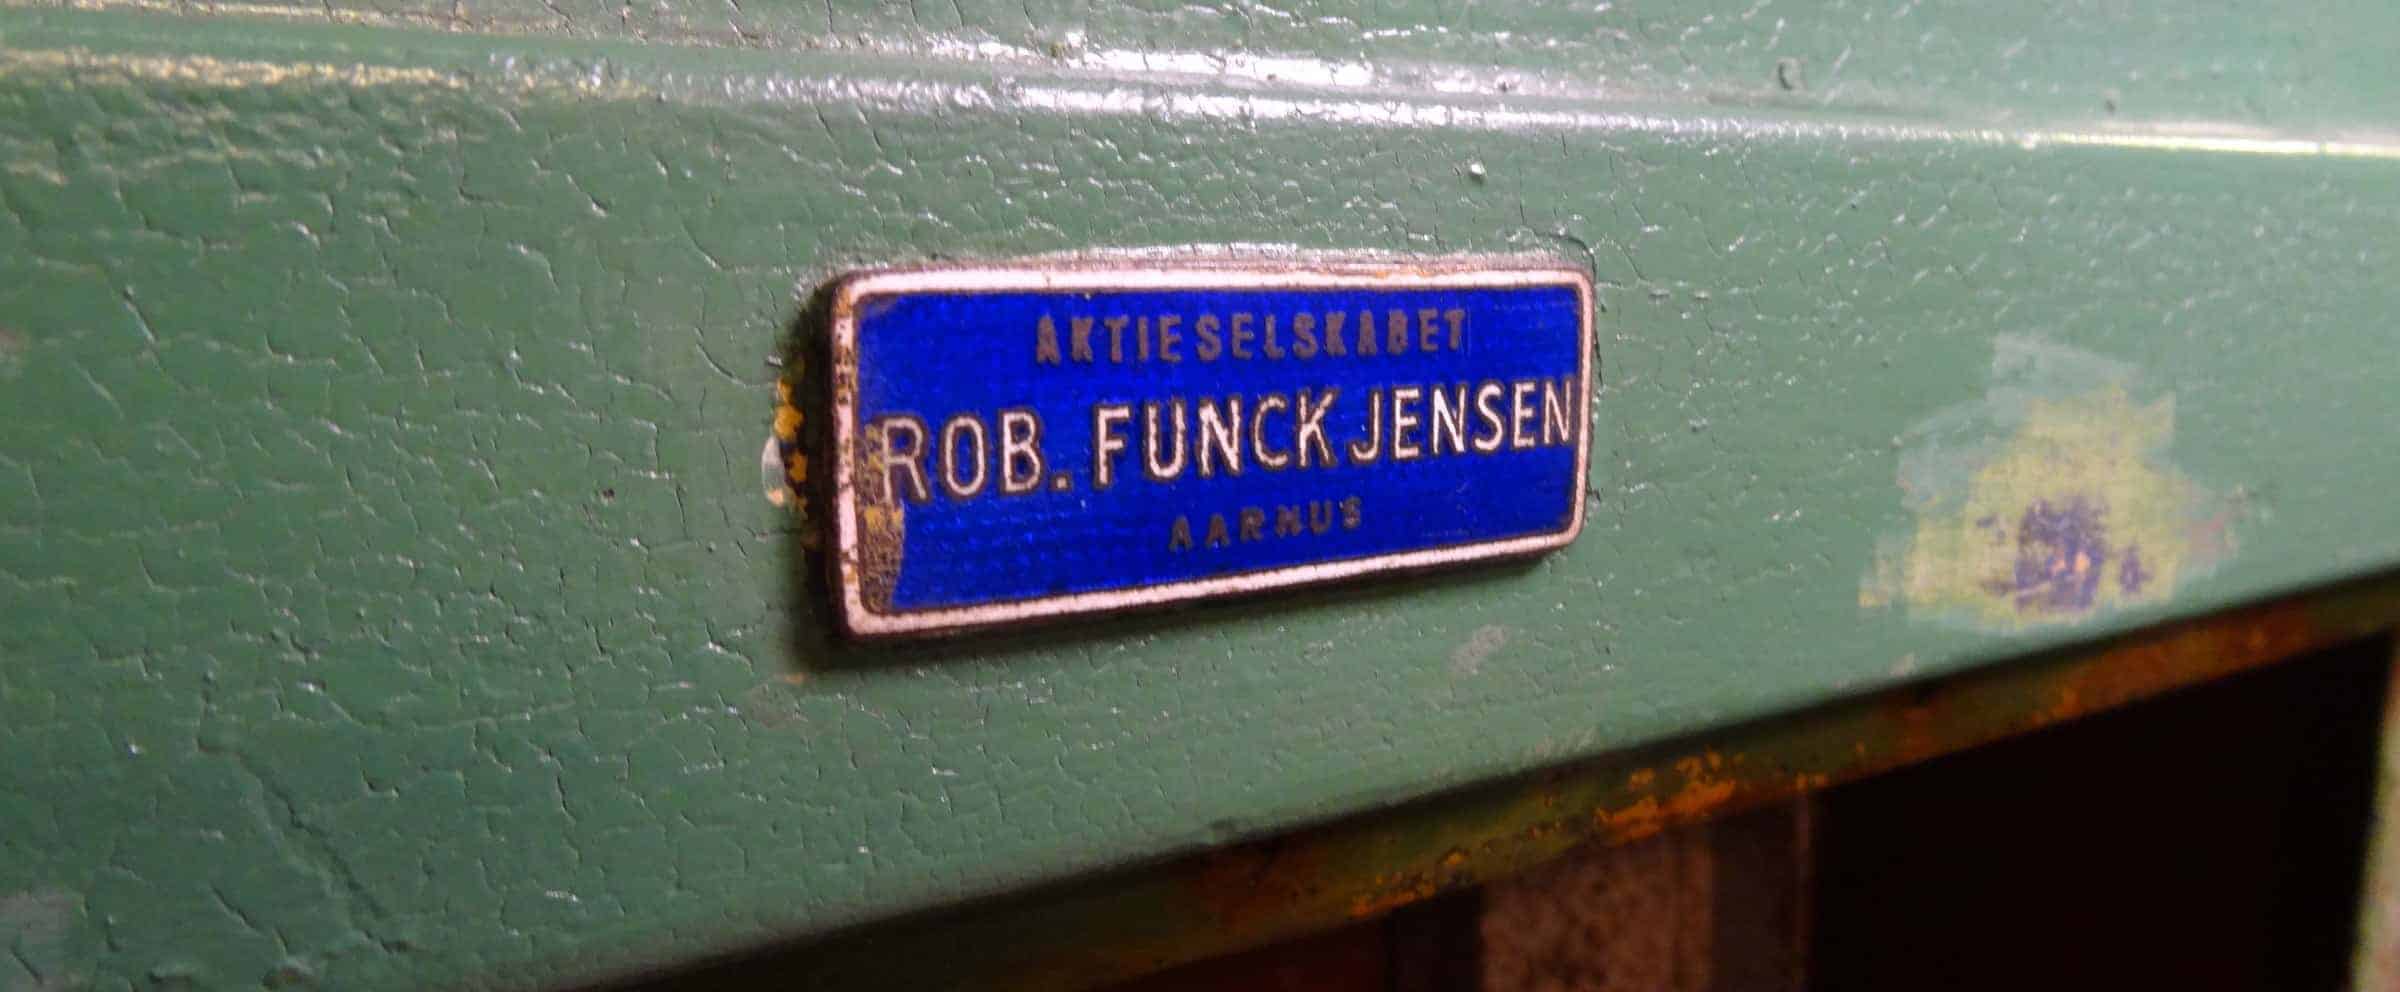 AKTIESELSKABET
ROB. FUNCK JENSEN
AARHUS